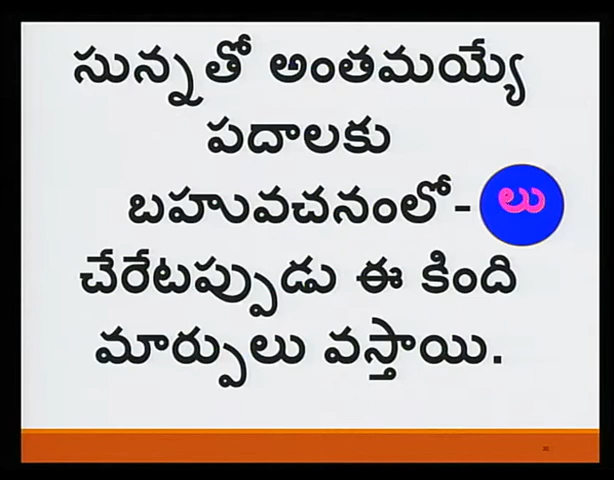 సున్నతో అంతమయ్యే
పదాలకు
బహువచనంలో- లు
చేరేటప్పుడు ఈ కింది
మార్పులు వస్తాయి.